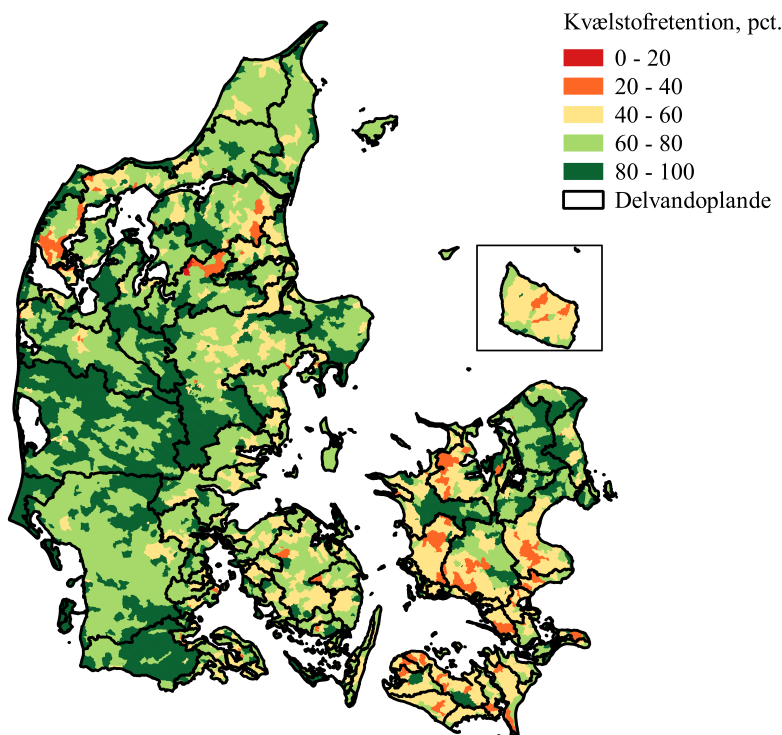 Kvælstofretention, pct.
0 - 20
20 - 40
40 - 60
60 - 80
80 - 100
Delvandoplande